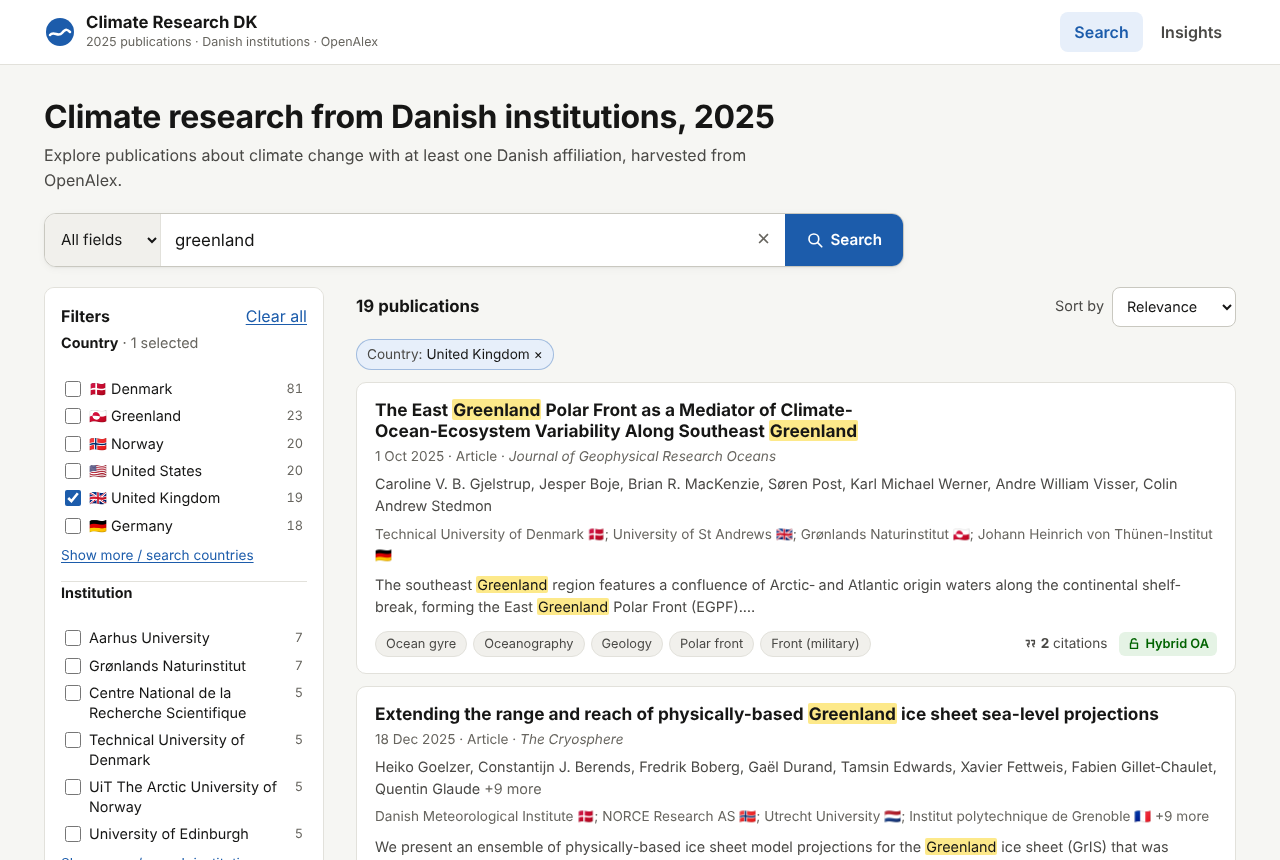 Climate Research DK
2025 publications · Danish institutions · OpenAlex
Search
Insights
Climate research from Danish institutions, 2025
Explore publications about climate change with at least one Danish affiliation, harvested from
OpenAlex.
All fields
greenland
×
Search
Filters
Clear all
Country · 1 selected
Denmark 81
Greenland 23
Norway 20
United States 20
United Kingdom 19
Germany 18
Show more / search countries
Institution
Aarhus University 7
Grønlands Naturinstitut 7
Centre National de la 5
Recherche Scientifique
Technical University of 5
Denmark
UiT The Arctic University of 5
Norway
University of Edinburgh 5
19 publications
Sort by
Relevance
Country: United Kingdom ×
The East Greenland Polar Front as a Mediator of Climate-
Ocean-Ecosystem Variability Along Southeast Greenland
1 Oct 2025 · Article · Journal of Geophysical Research Oceans
Caroline V. B. Gjelstrup, Jesper Boje, Brian R. MacKenzie, Søren Post, Karl Michael Werner, Andre William Visser, Colin
Andrew Stedmon
Technical University of Denmark 🇩🇰; University of St Andrews 🇬🇧; Grønlands Naturinstitut 🇬🇱; Johann Heinrich von Thünen-Institut
🇩🇪
The southeast Greenland region features a confluence of Arctic- and Atlantic origin waters along the continental shelf-
break, forming the East Greenland Polar Front (EGPF)....
Ocean gyre
Oceanography
Geology
Polar front
Front (military)
2 citations
Hybrid OA
Extending the range and reach of physically-based Greenland ice sheet sea-level projections
18 Dec 2025 · Article · The Cryosphere
Heiko Goelzer, Constantijn J. Berends, Fredrik Boberg, Gaël Durand, Tamsin Edwards, Xavier Fettweis, Fabien Gillet-Chaulet,
Quentin Glaude +9 more
Danish Meteorological Institute 🇩🇰; NORCE Research AS 🇳🇴; Utrecht University 🇳🇱; Institut polytechnique de Grenoble 🇫🇷 +9 more
We present an ensemble of physically-based ice sheet model projections for the Greenland ice sheet (GrIS) that was